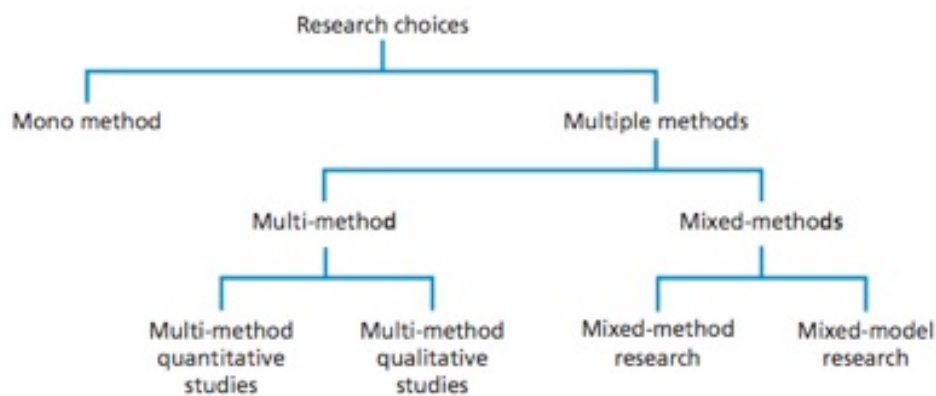 Research choices
Mono method
Multiple methods
Multi-method
Mixed-methods
Multi-method
quantitative
studies
Multi-method
qualitative
studies
Mixed-method
research
Mixed-model
research